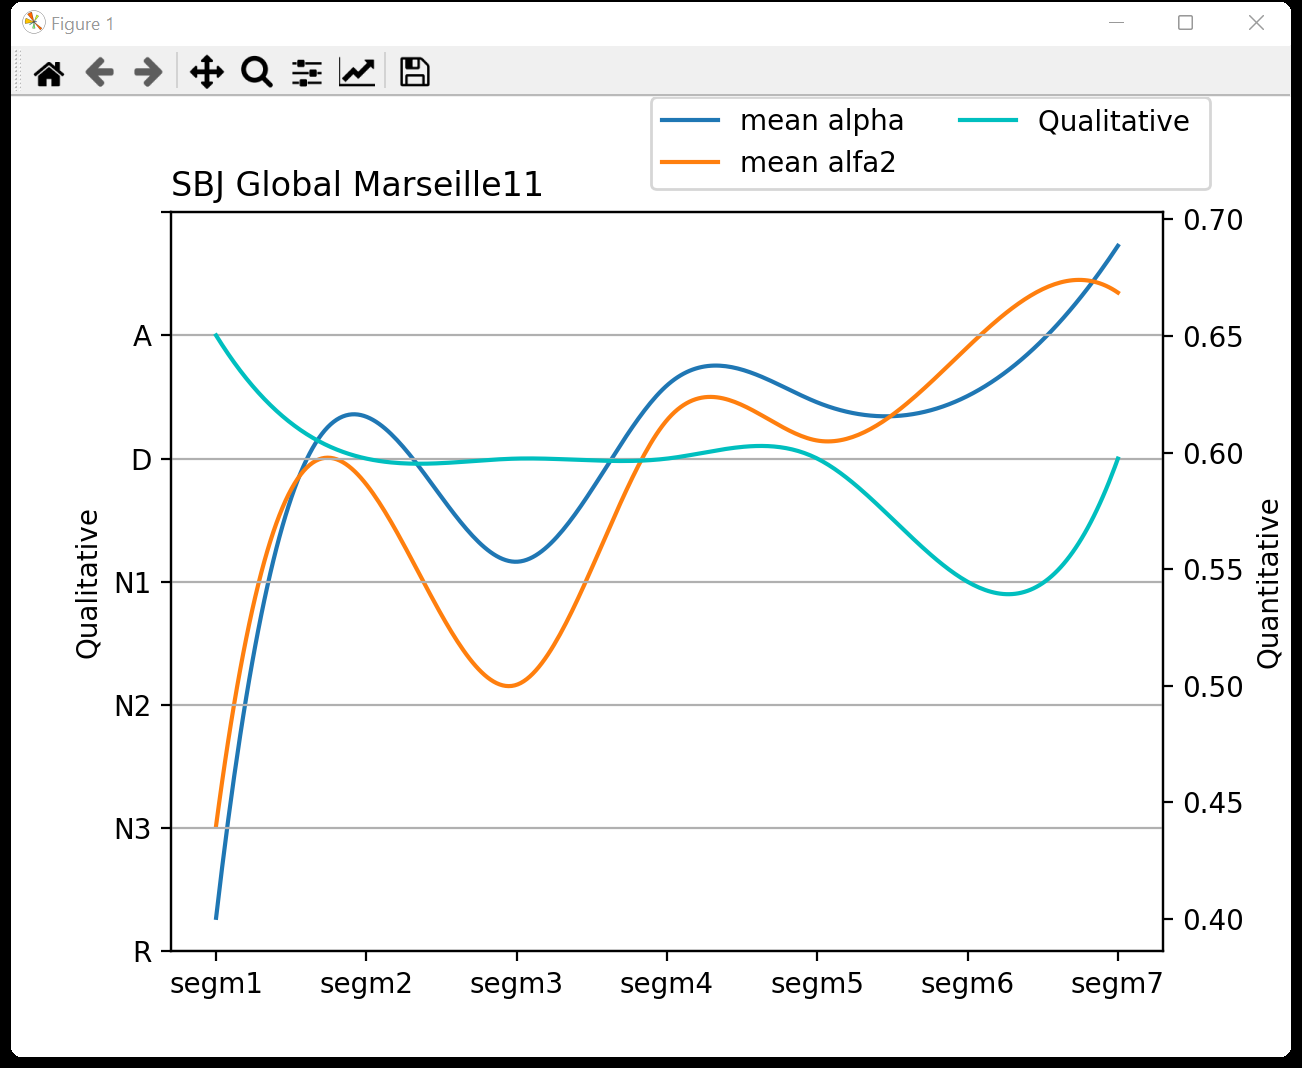 Figure 1
mean alpha
mean alfa2
Qualitative
SBJ Global Marseille11
A
D
N1
N2
N3
R
Qualitative
0.70
0.65
0.60
0.55
0.50
0.45
0.40
Quantitative
segm1 segm2 segm3 segm4 segm5 segm6 segm7